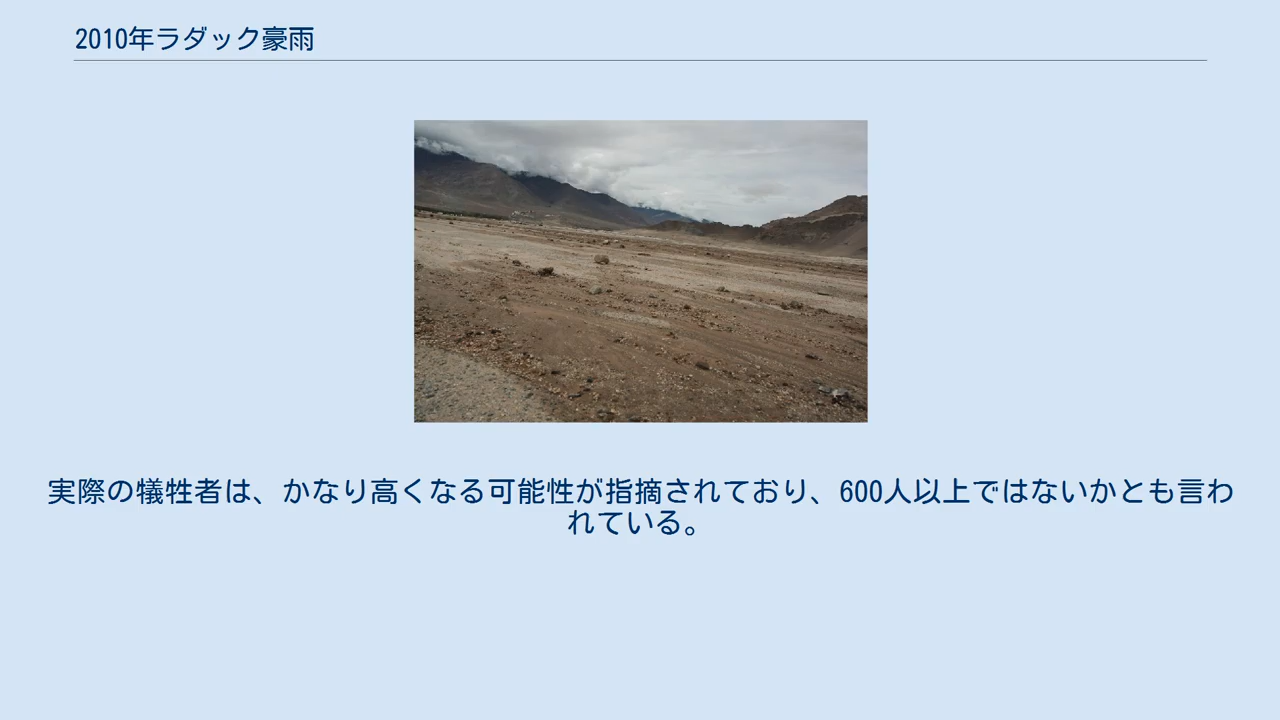 2010年ラダック豪雨
実際の犠牲者は、かなり高くなる可能性が指摘されており、600人以上ではないかとも言わ
れている。